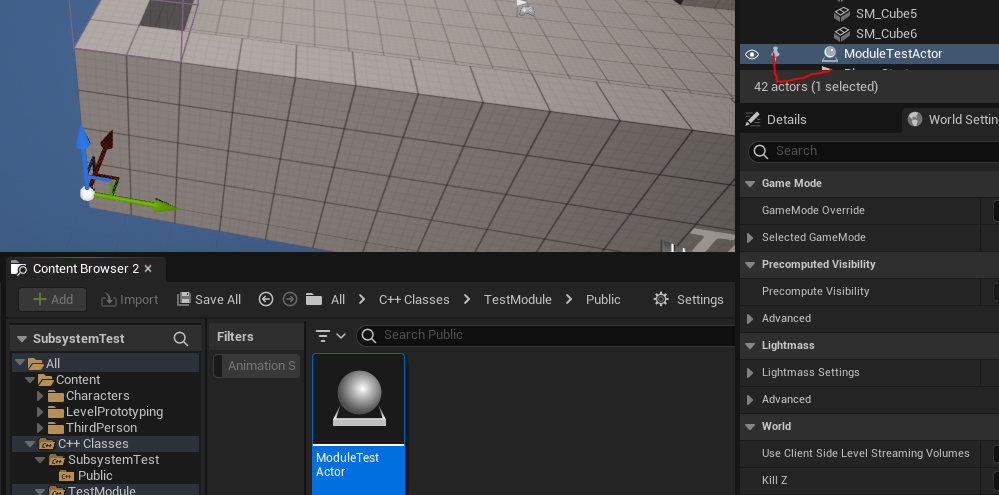 SM_Cube5
SM_Cube6
ModuleTestActor
42 actors (1 selected)
Details
World Settin
Search
Game Mode
GameMode Override
Selected GameMode
Precomputed Visibility
Precompute Visibility
Advanced
Lightmass
Lightmass Settings
Advanced
World
Use Client Side Level Streaming Volumes
Kill Z
Content Browser 2
Add
Import
Save All
All
C++ Classes
TestModule
Public
Settings
SubsystemTest
All
Content
Characters
LevelPrototyping
ThirdPerson
C++ Classes
SubsystemTest
Public
TestModule
Filters
Animation S
Search Public
ModuleTest
Actor